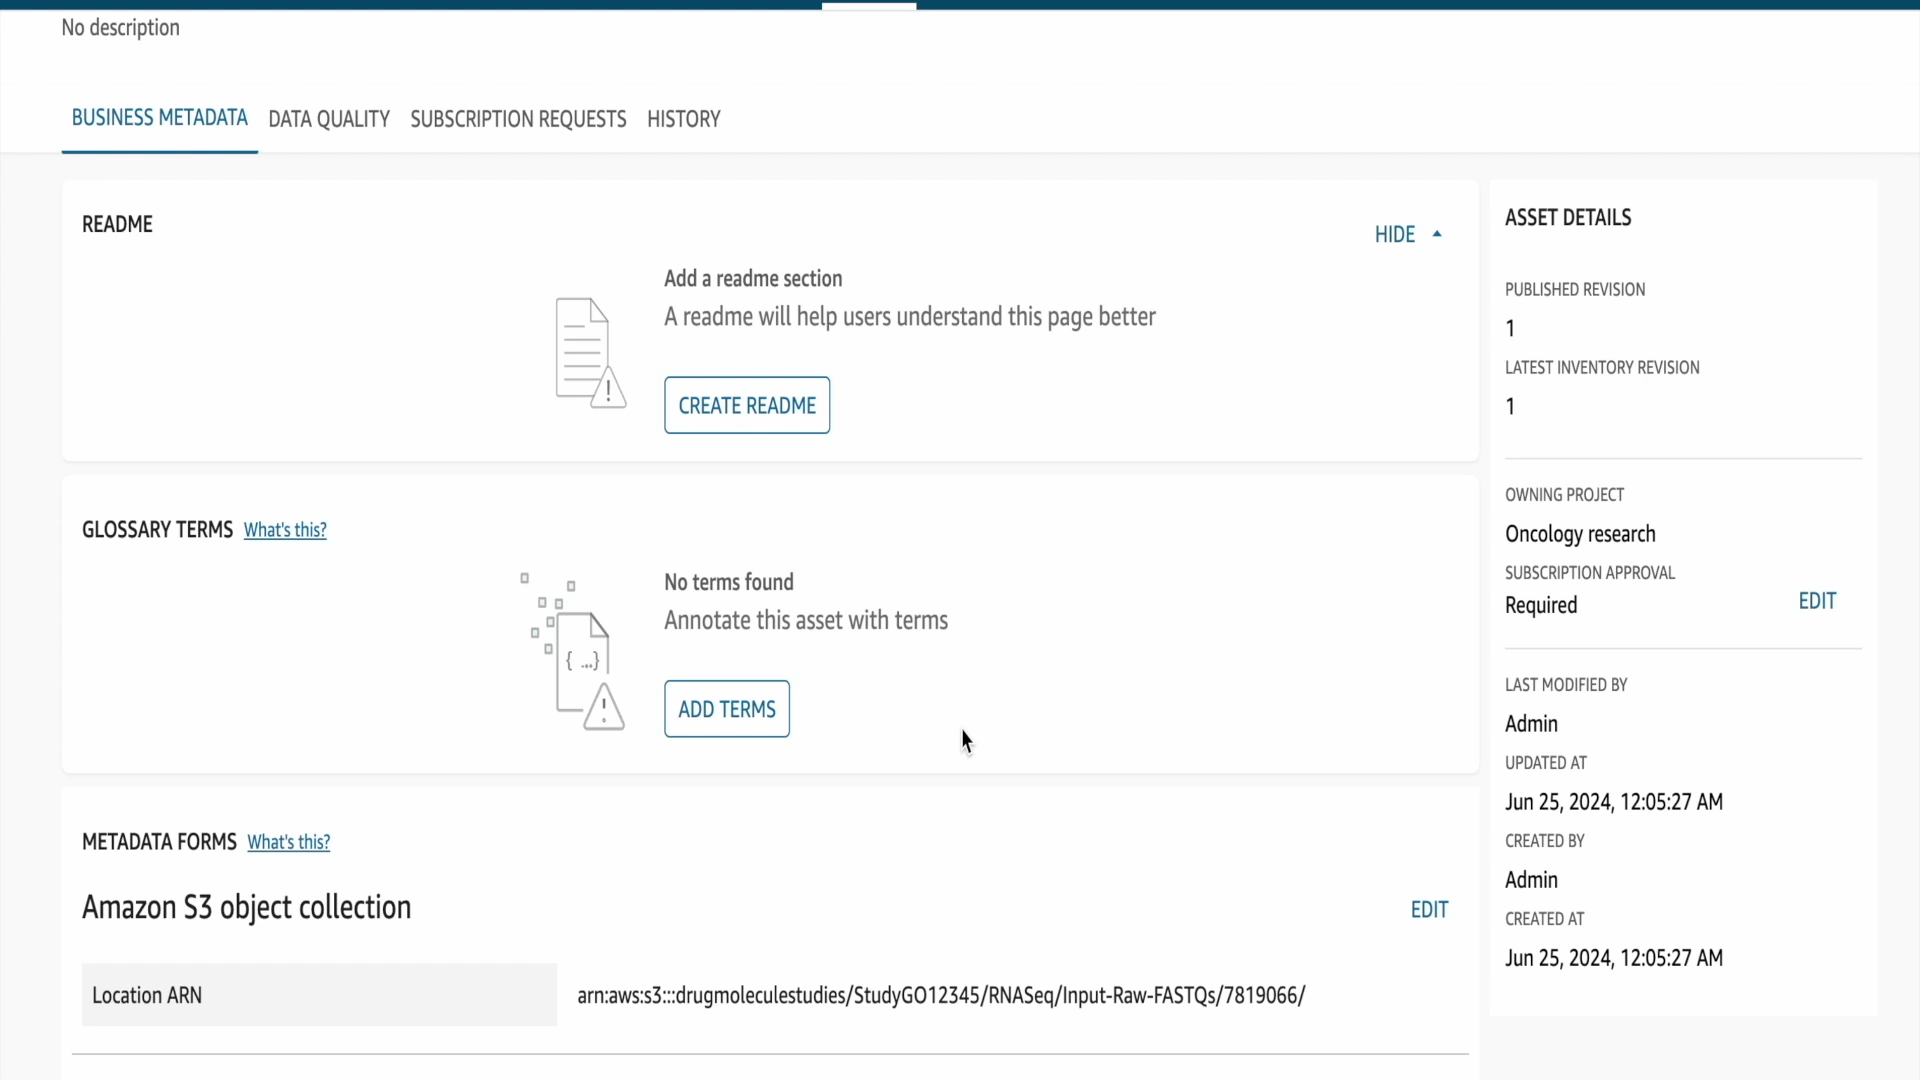 No description
BUSINESS METADATA DATA QUALITY SUBSCRIPTION REQUESTS HISTORY
README
HIDE
Add a readme section
A readme will help users understand this page better
CREATE README
GLOSSARY TERMS What's this?
No terms found
Annotate this asset with terms
{ ...}
ADD TERMS
METADATA FORMS What's this?
Amazon S3 object collection
EDIT
Location ARN arn:aws:s3:::drugmoleculestudies/StudyGO12345/RNASeq/Input-Raw-FASTQs/7819066/
ASSET DETAILS
PUBLISHED REVISION
1
LATEST INVENTORY REVISION
1
OWNING PROJECT
Oncology research
SUBSCRIPTION APPROVAL
Required
EDIT
LAST MODIFIED BY
Admin
UPDATED AT
Jun 25, 2024, 12:05:27 AM
CREATED BY
Admin
CREATED AT
Jun 25, 2024, 12:05:27 AM